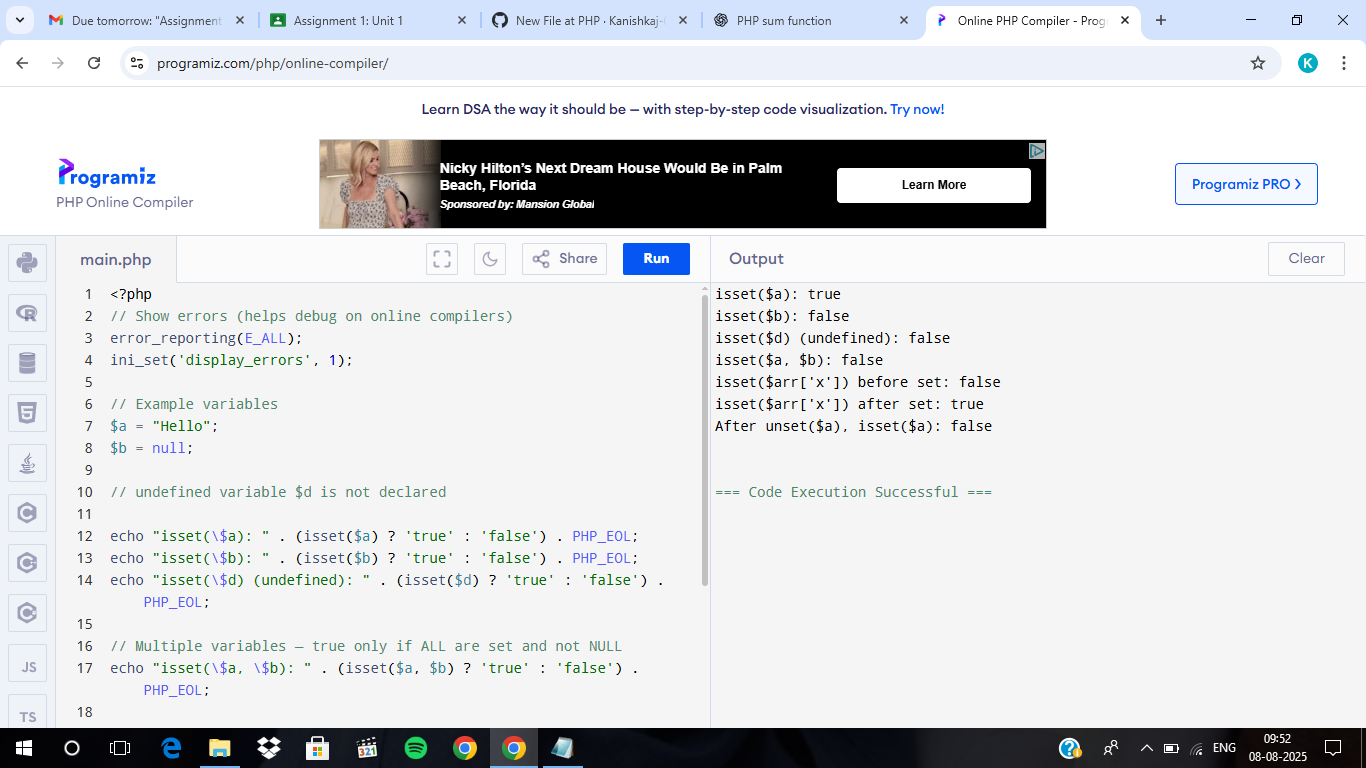 Due tomorrow: "Assignment
Assignment 1: Unit 1
New File at PHP · Kanishkaj-
PHP sum function
Online PHP Compiler - Prog
programiz.com/php/online-compiler/
K
Learn DSA the way it should be — with step-by-step code visualization. Try now!
Programiz
PHP Online Compiler
Nicky Hilton's Next Dream House Would Be in Palm
Beach, Florida
Sponsored by: Mansion Global
Learn More
Programiz PRO
main.php
Share
Run
Output
Clear
1 <?php
2 // Show errors (helps debug on online compilers)
3 error_reporting(E_ALL);
4 ini_set('display_errors', 1);
5
6 // Example variables
7 $a = "Hello";
8 $b = null;
9
10 // undefined variable $d is not declared
11
12 echo "isset(\$a): " . (isset($a) ? 'true' : 'false') . PHP_EOL;
13 echo "isset(\$b): " . (isset($b) ? 'true' : 'false') . PHP_EOL;
14 echo "isset(\$d) (undefined): " . (isset($d) ? 'true' : 'false') .
PHP_EOL;
15
16 // Multiple variables — true only if ALL are set and not NULL
17 echo "isset(\$a, \$b): " . (isset($a, $b) ? 'true' : 'false') .
PHP_EOL;
18
isset($a): true
isset($b): false
isset($d) (undefined): false
isset($a, $b): false
isset($arr['x']) before set: false
isset($arr['x']) after set: true
After unset($a), isset($a): false
=== Code Execution Successful ===
JS
TS
321
ENG
09:52
08-08-2025